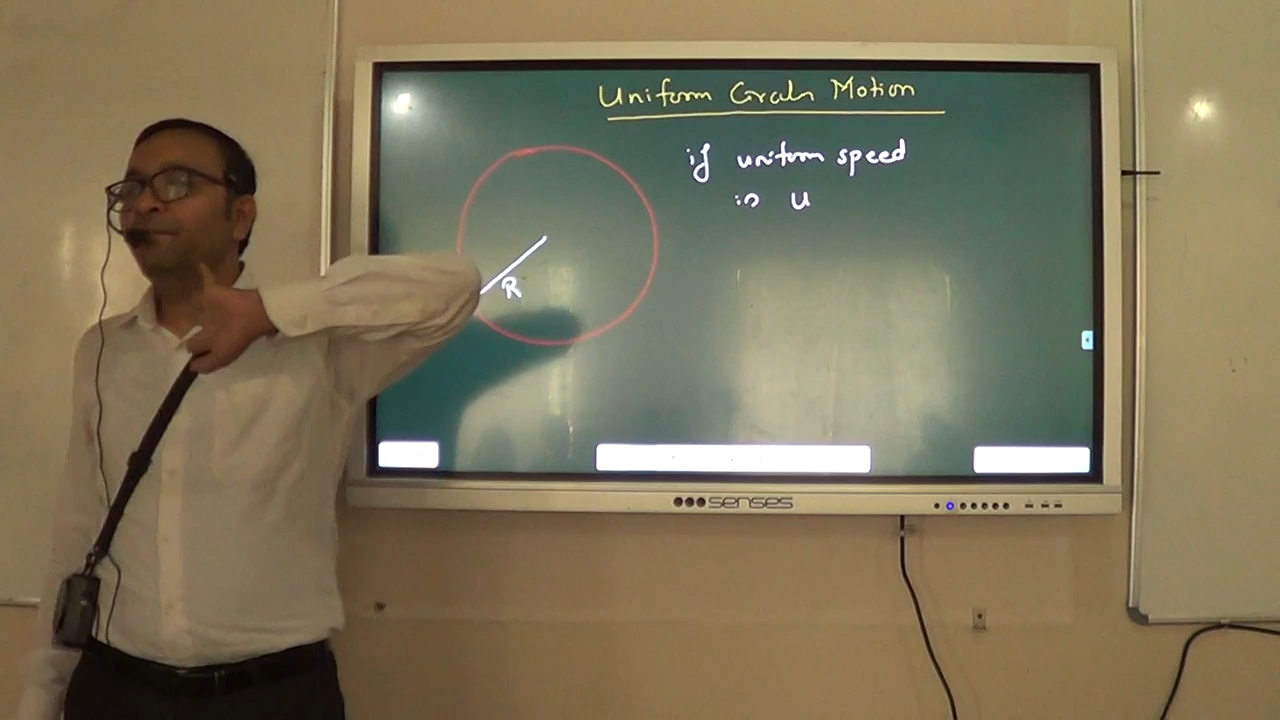 Uniform Circular Motion
if uniform speed
is u
R
senses